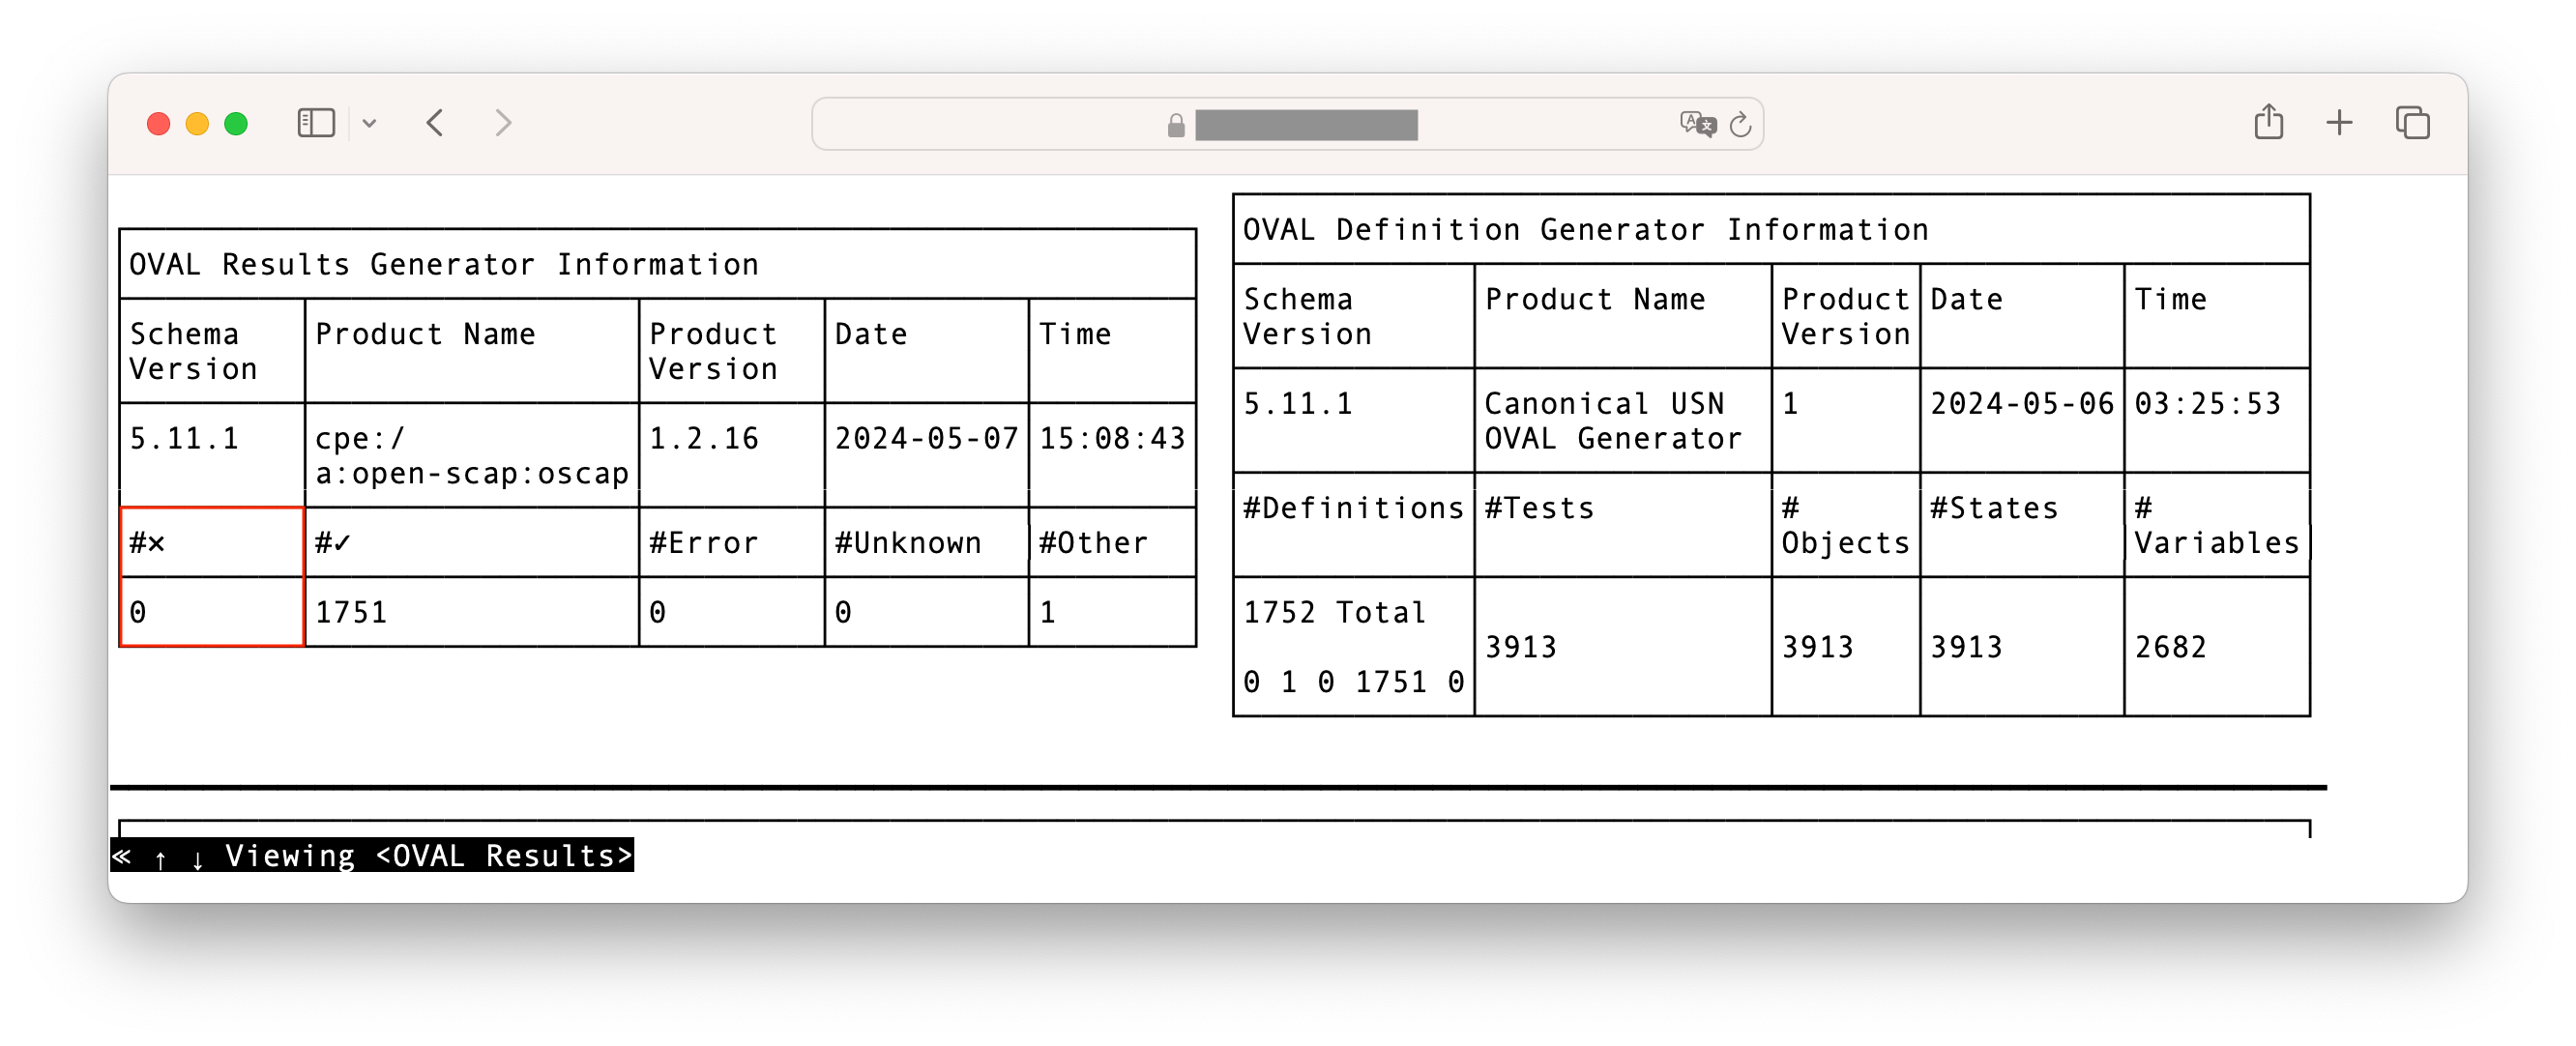 OVAL Results Generator Information
Schema Version
Product Name
Product Version
Date
Time
5.11.1
cpe:/
a:open-scap:oscap
1.2.16
2024-05-07
15:08:43
#×
#✓
#Error
#Unknown
#Other
0
1751
0
0
1
OVAL Definition Generator Information
Schema Version
Product Name
Product Version
Date
Time
5.11.1
Canonical USN
OVAL Generator
1
2024-05-06
03:25:53
#Definitions
#Tests
#
Objects
#States
#
Variables
1752 Total
0 1 0 1751 0
3913
3913
3913
2682
« ↑ ↓ Viewing <OVAL Results>